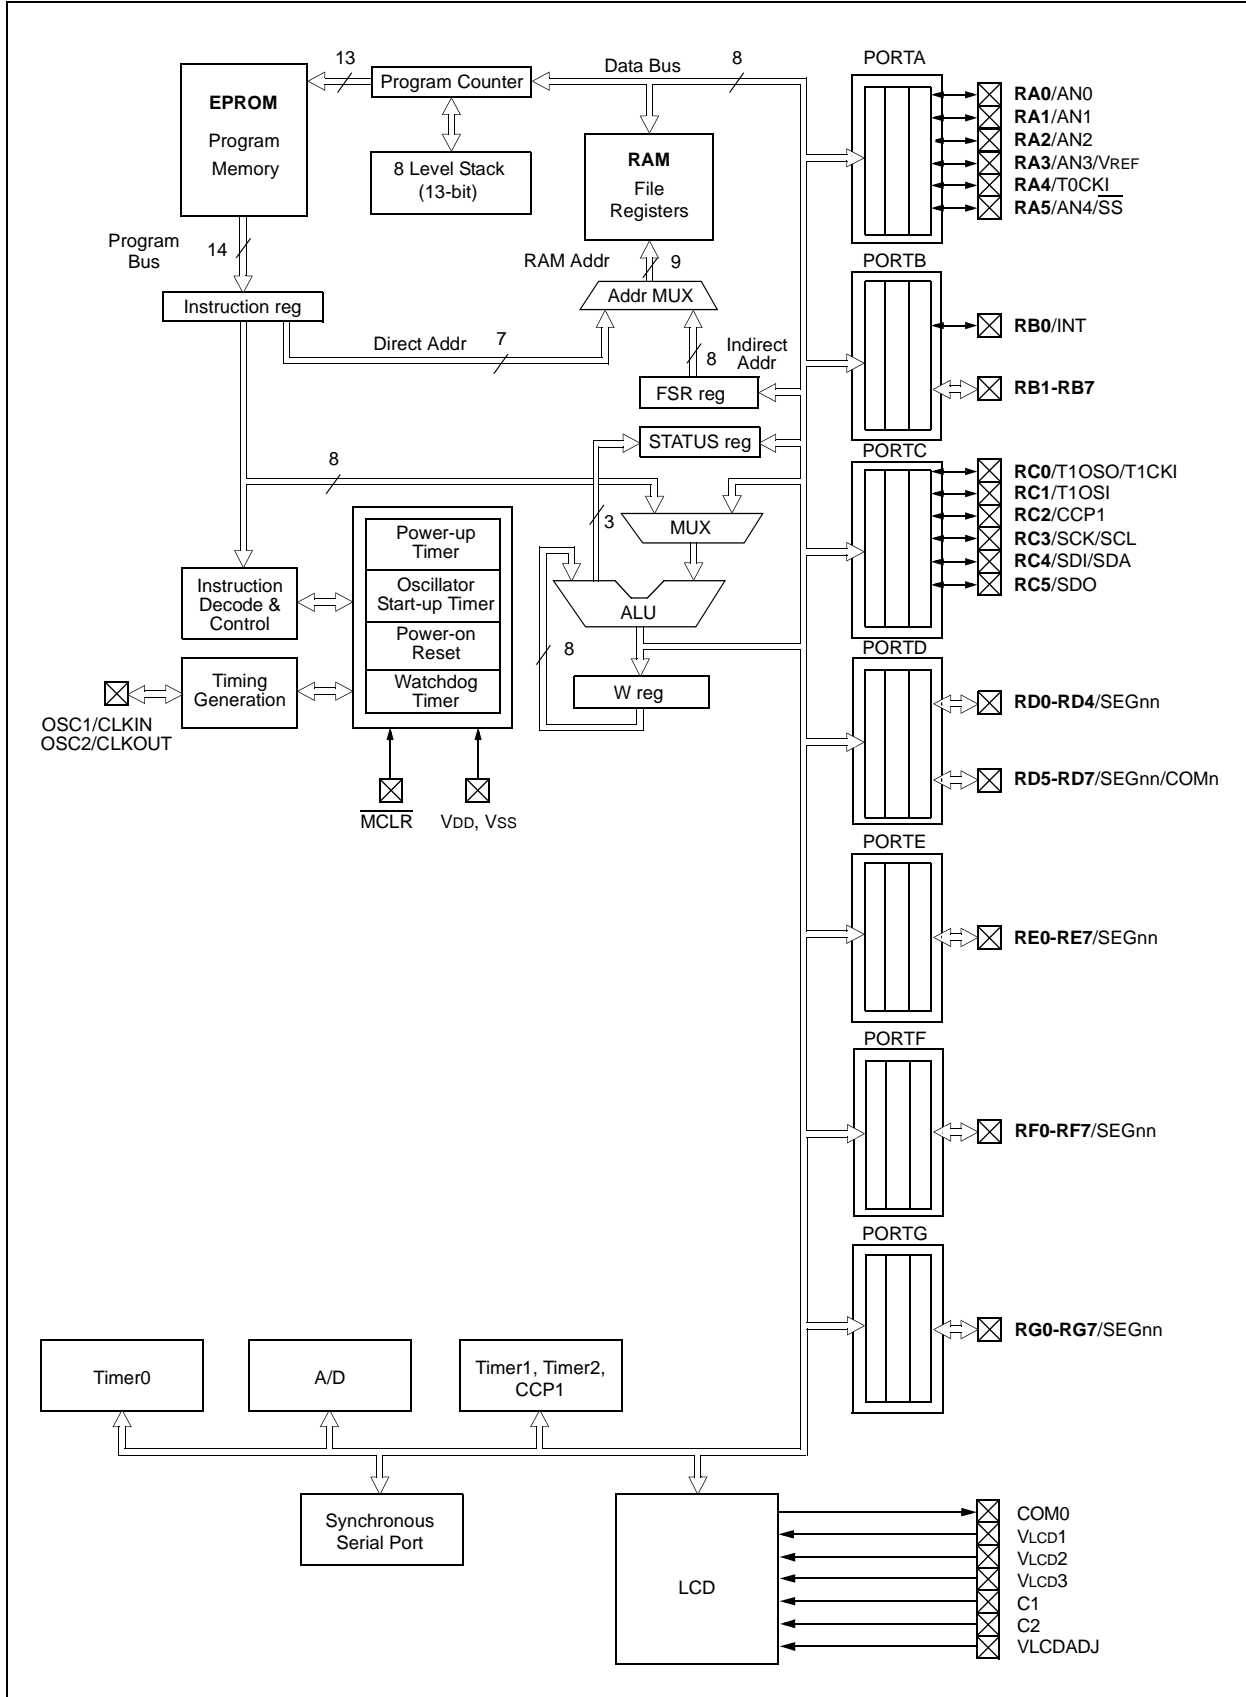 13
Data Bus
8
PORTA
EPROM
Program
Memory
Program Counter
8 Level Stack
(13-bit)
RAM
File
Registers
RA0/AN0
RA1/AN1
RA2/AN2
RA3/AN3/VREF
RA4/T0CKI
RA5/AN4/SS
Program
Bus
14
RAM Addr
9
PORTB
Instruction reg
Addr MUX
RB0/INT
Direct Addr
7
8
Indirect
Addr
FSR reg
RB1-RB7
STATUS reg
PORTC
8
RC0/T1OSO/T1CKI
RC1/T1OSI
RC2/CCP1
RC3/SCK/SCL
RC4/SDI/SDA
RC5/SDO
3
MUX
Power-up
Timer
Oscillator
Start-up Timer
Power-on
Reset
Watchdog
Timer
Instruction
Decode &
Control
ALU
8
W reg
PORTD
RD0-RD4/SEGnn
RD5-RD7/SEGnn/COMn
Timing
Generation
OSC1/CLKIN
OSC2/CLKOUT
MCLR
VDD, VSS
PORTE
RE0-RE7/SEGnn
PORTF
RF0-RF7/SEGnn
PORTG
RG0-RG7/SEGnn
Timer0
A/D
Timer1, Timer2,
CCP1
Synchronous
Serial Port
LCD
COM0
VLCD1
VLCD2
VLCD3
C1
C2
VLCDADJ